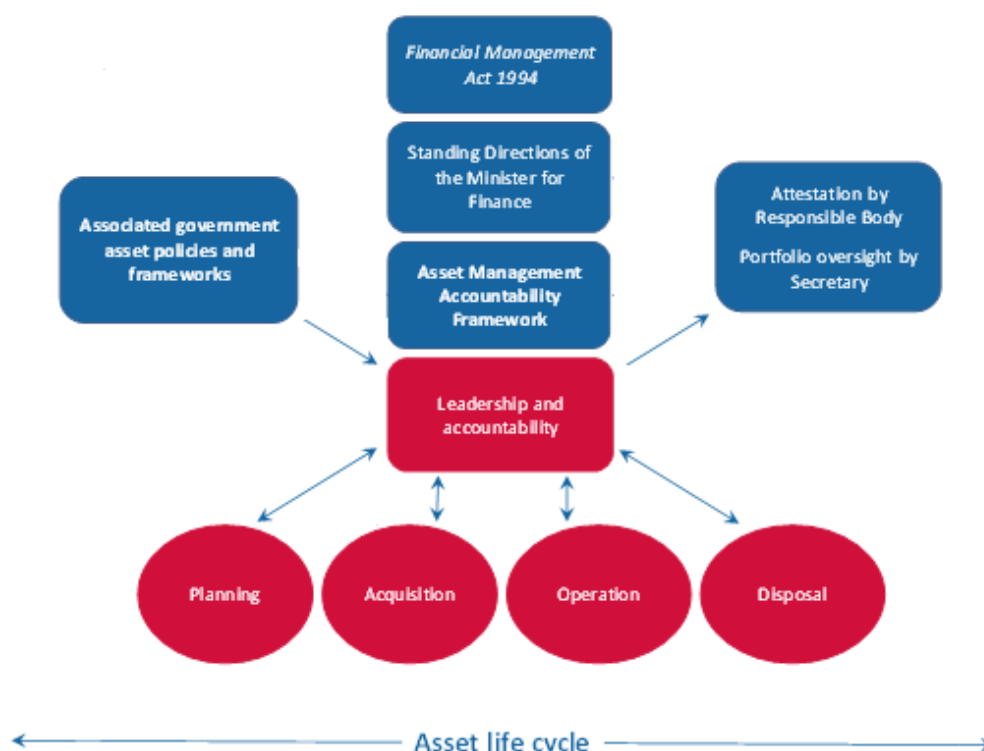 Financial Management
Act 1994
Standing Directions of
the Minister for
Finance
Associated government
asset policies and
frameworks
Attestation by
Responsible Body
Portfolio oversight by
Secretary
Asset Management
Accountability
Framework
Leadership and
accountability
Planning
Acquisition
Operation
Disposal
Asset life cycle